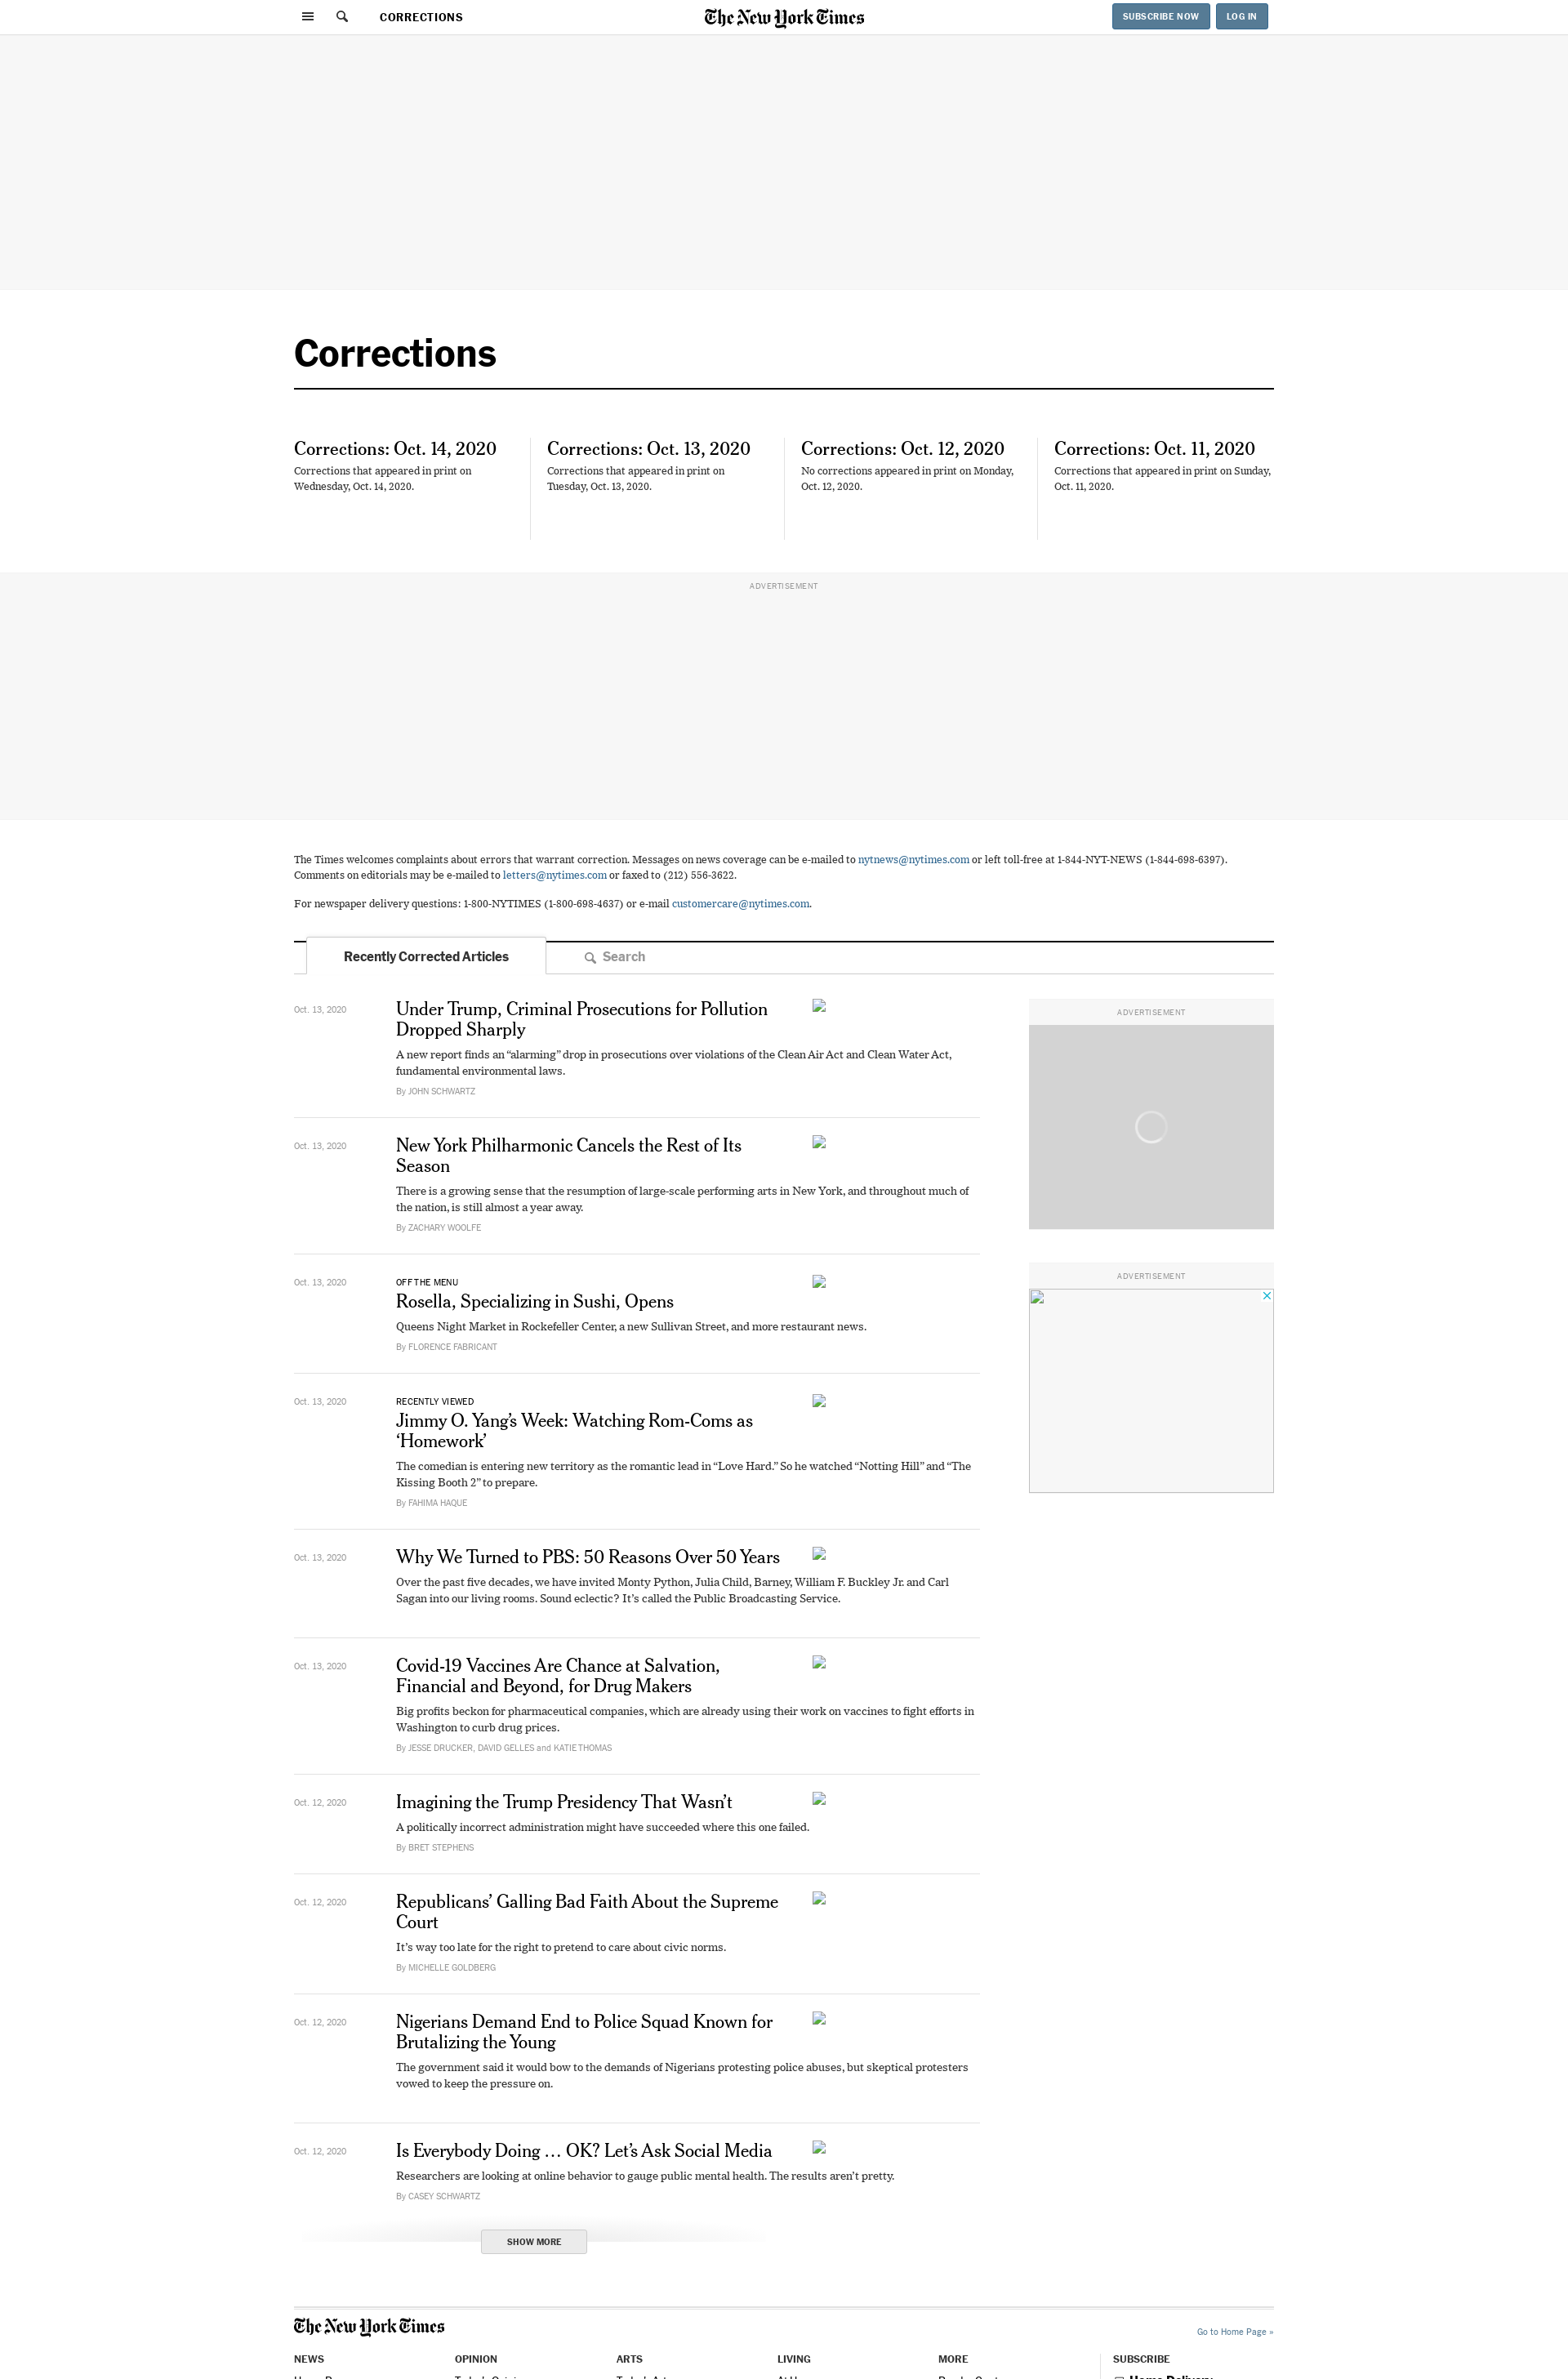 CORRECTIONS
The New York Times
SUBSCRIBE NOW
LOG IN
Corrections
Corrections: Oct. 14, 2020
Corrections that appeared in print on
Wednesday, Oct. 14, 2020.
Corrections: Oct. 13, 2020
Corrections that appeared in print on
Tuesday, Oct. 13, 2020.
Corrections: Oct. 12, 2020
No corrections appeared in print on Monday,
Oct. 12, 2020.
Corrections: Oct. 11, 2020
Corrections that appeared in print on Sunday,
Oct. 11, 2020.
ADVERTISEMENT
The Times welcomes complaints about errors that warrant correction. Messages on news coverage can be e-mailed to nytnews@nytimes.com or left toll-free at 1-844-NYT-NEWS (1-844-698-6397).
Comments on editorials may be e-mailed to letters@nytimes.com or faxed to (212) 556-3622.
For newspaper delivery questions: 1-800-NYTIMES (1-800-698-4637) or e-mail customercare@nytimes.com.
Recently Corrected Articles
Search
Oct. 13, 2020
Under Trump, Criminal Prosecutions for Pollution
Dropped Sharply
A new report finds an “alarming” drop in prosecutions over violations of the Clean Air Act and Clean Water Act,
fundamental environmental laws.
By JOHN SCHWARTZ
ADVERTISEMENT
Oct. 13, 2020
New York Philharmonic Cancels the Rest of Its
Season
There is a growing sense that the resumption of large-scale performing arts in New York, and throughout much of
the nation, is still almost a year away.
By ZACHARY WOOLFE
Oct. 13, 2020
OFF THE MENU
Rosella, Specializing in Sushi, Opens
Queens Night Market in Rockefeller Center, a new Sullivan Street, and more restaurant news.
By FLORENCE FABRICANT
ADVERTISEMENT
Oct. 13, 2020
RECENTLY VIEWED
Jimmy O. Yang’s Week: Watching Rom-Coms as
‘Homework’
The comedian is entering new territory as the romantic lead in “Love Hard.” So he watched “Notting Hill” and “The
Kissing Booth 2” to prepare.
By FAHIMA HAQUE
Oct. 13, 2020
Why We Turned to PBS: 50 Reasons Over 50 Years
Over the past five decades, we have invited Monty Python, Julia Child, Barney, William F. Buckley Jr. and Carl
Sagan into our living rooms. Sound eclectic? It’s called the Public Broadcasting Service.
Oct. 13, 2020
Covid-19 Vaccines Are Chance at Salvation,
Financial and Beyond, for Drug Makers
Big profits beckon for pharmaceutical companies, which are already using their work on vaccines to fight efforts in
Washington to curb drug prices.
By JESSE DRUCKER, DAVID GELLES and KATIE THOMAS
Oct. 12, 2020
Imagining the Trump Presidency That Wasn’t
A politically incorrect administration might have succeeded where this one failed.
By BRET STEPHENS
Oct. 12, 2020
Republicans’ Galling Bad Faith About the Supreme
Court
It’s way too late for the right to pretend to care about civic norms.
By MICHELLE GOLDBERG
Oct. 12, 2020
Nigerians Demand End to Police Squad Known for
Brutalizing the Young
The government said it would bow to the demands of Nigerians protesting police abuses, but skeptical protesters
vowed to keep the pressure on.
Oct. 12, 2020
Is Everybody Doing … OK? Let’s Ask Social Media
Researchers are looking at online behavior to gauge public mental health. The results aren’t pretty.
By CASEY SCHWARTZ
SHOW MORE
The New York Times
Go to Home Page »
NEWS
OPINION
ARTS
LIVING
MORE
SUBSCRIBE